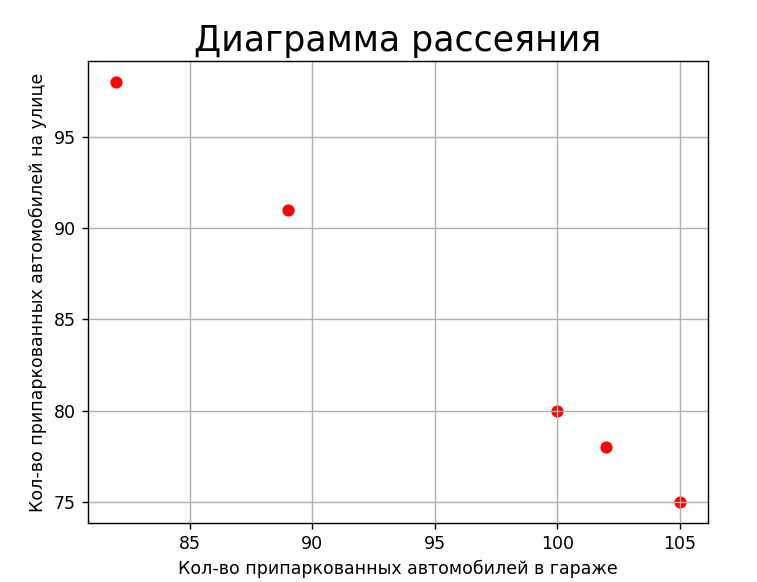 Диаграмма рассеяния
Кол-во припаркованных автомобилей на улице
95
90
85
80
75
85 90 95 100 105
Кол-во припаркованных автомобилей в гараже